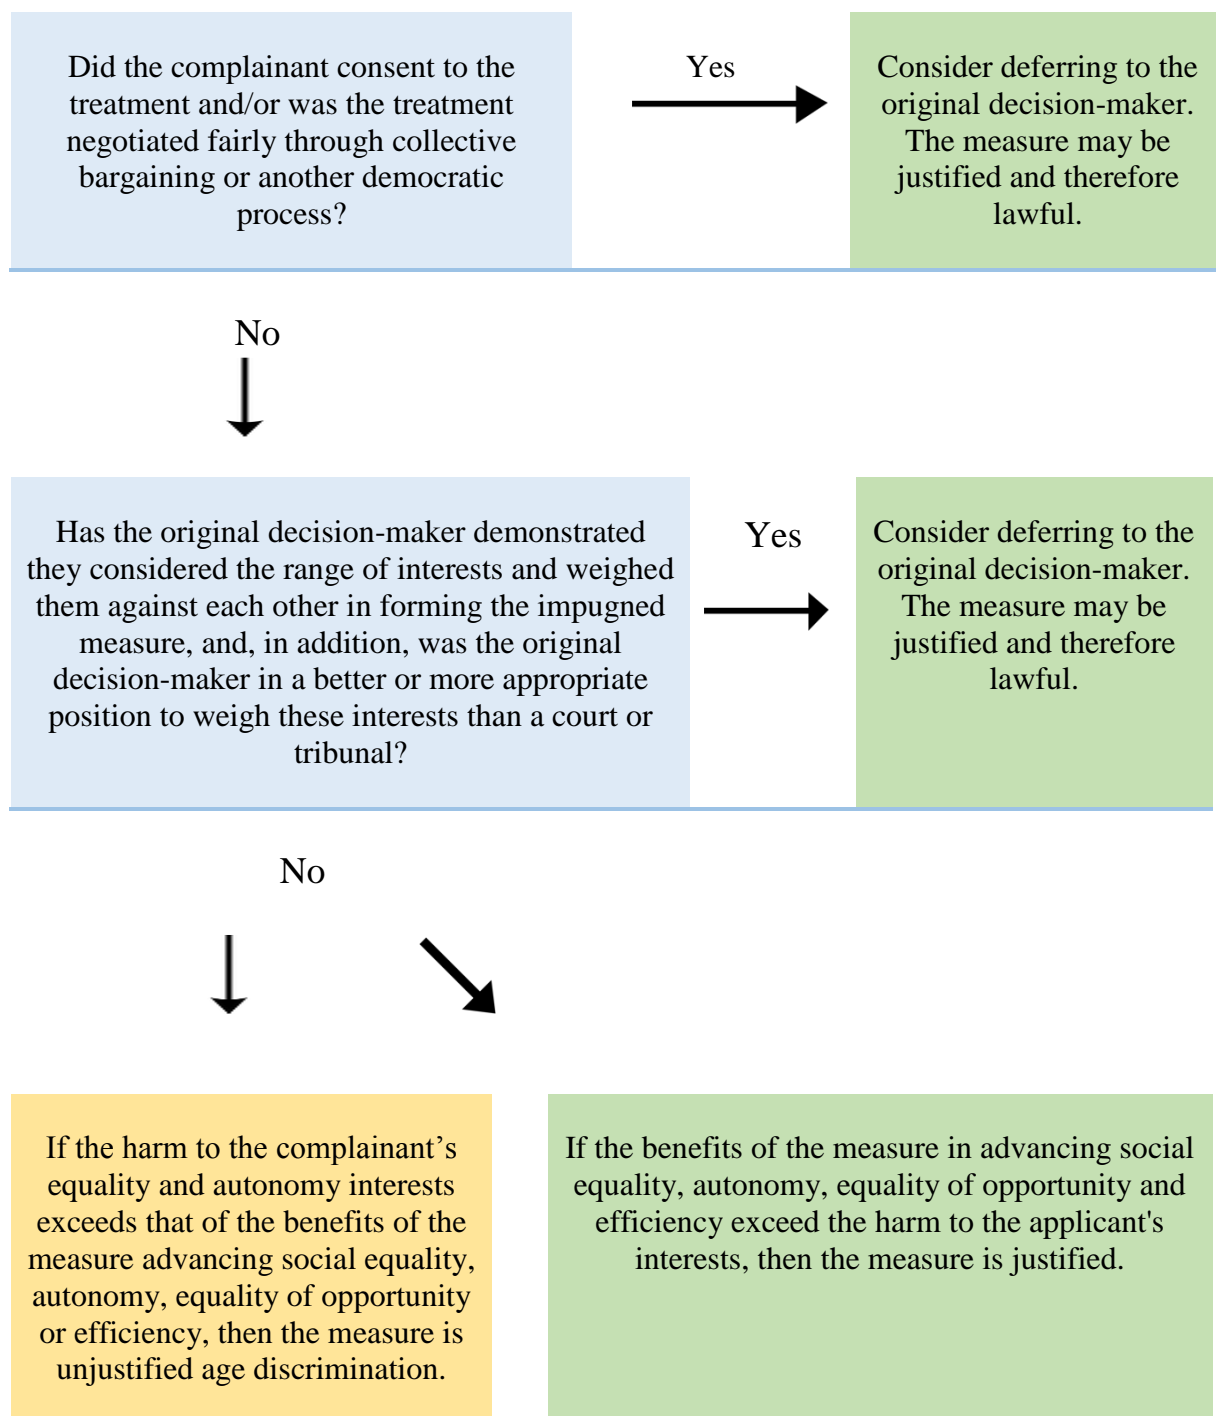 Did the complainant consent to the
treatment and/or was the treatment
negotiated fairly through collective
bargaining or another democratic
process?
Yes
Consider deferring to the
original decision-maker.
The measure may be
justified and therefore
lawful.
No
Has the original decision-maker demonstrated
they considered the range of interests and weighed
them against each other in forming the impugned
measure, and, in addition, was the original
decision-maker in a better or more appropriate
position to weigh these interests than a court or
tribunal?
Yes
Consider deferring to the
original decision-maker.
The measure may be
justified and therefore
lawful.
No
If the harm to the complainant’s
equality and autonomy interests
exceeds that of the benefits of the
measure advancing social equality,
autonomy, equality of opportunity
or efficiency, then the measure is
unjustified age discrimination.
If the benefits of the measure in advancing social
equality, autonomy, equality of opportunity and
efficiency exceed the harm to the applicant's
interests, then the measure is justified.